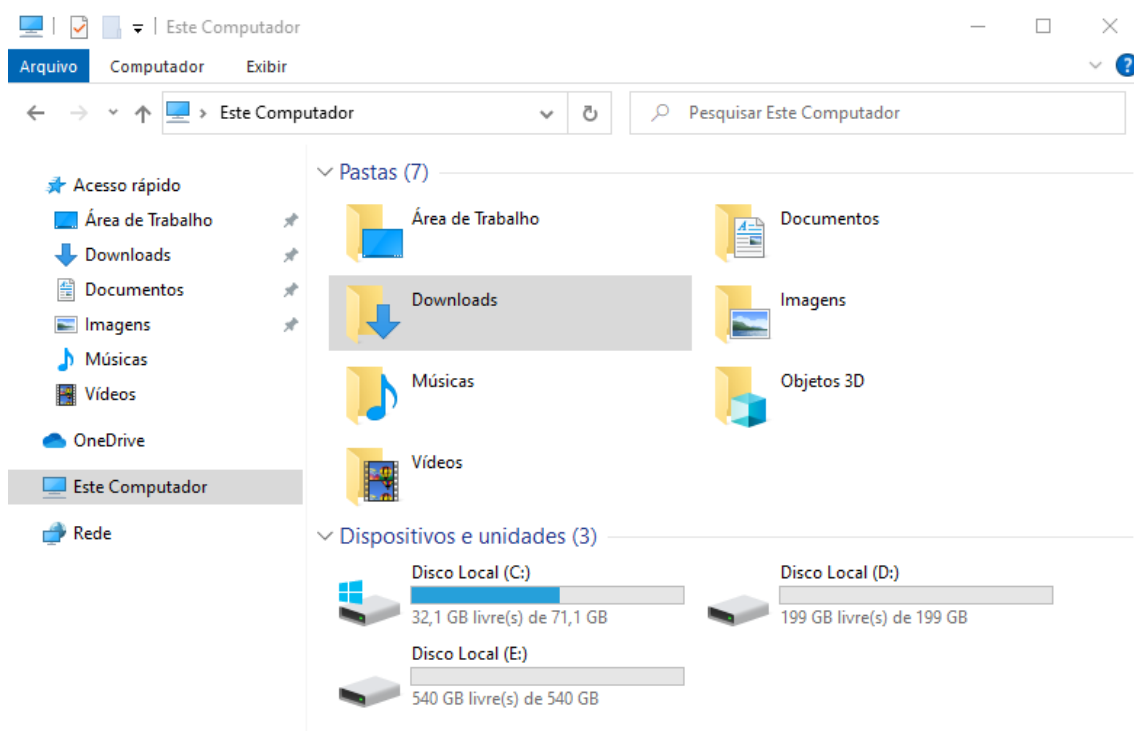 Este Computador
Arquivo Computador Exibir
?
Este Computador
Pesquisar Este Computador
Acesso rápido
Área de Trabalho
Downloads
Documentos
Imagens
Músicas
Vídeos
OneDrive
Este Computador
Rede
Pastas (7)
Área de Trabalho
Documentos
Downloads
Imagens
Músicas
Objetos 3D
Vídeos
Dispositivos e unidades (3)
Disco Local (C:)
32,1 GB livre(s) de 71,1 GB
Disco Local (D:)
199 GB livre(s) de 199 GB
Disco Local (E:)
540 GB livre(s) de 540 GB